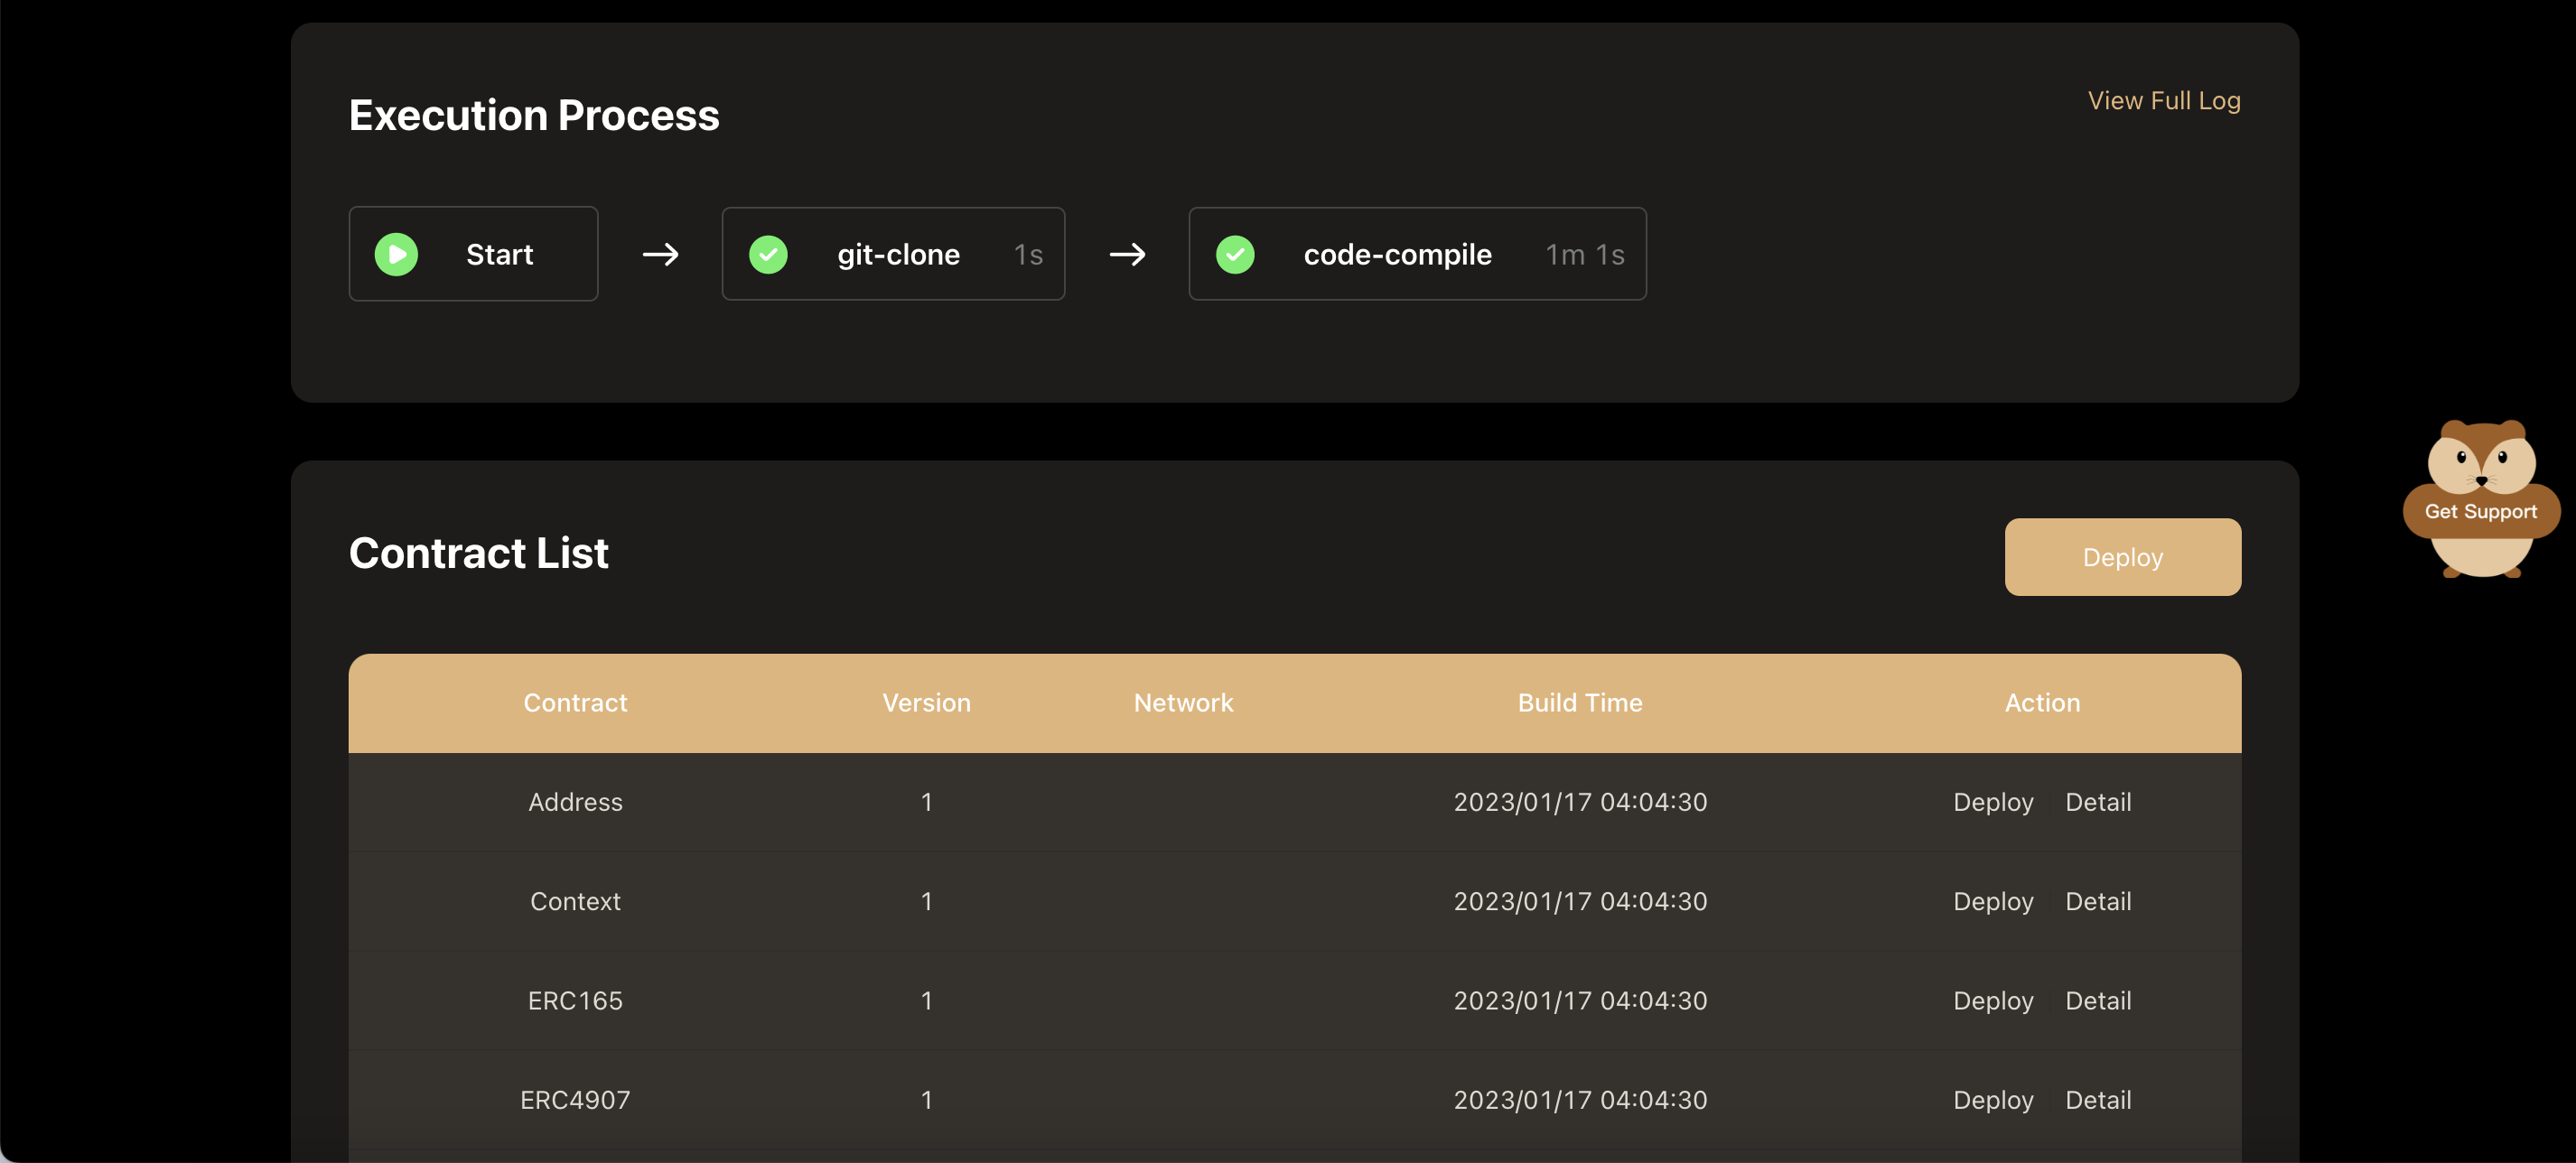 Execution Process
View Full Log
Start
git-clone 1s
code-compile 1m 1s
Get Support
Contract List
Deploy
Contract Version Network Build Time Action
Address 1 2023/01/17 04:04:30 Deploy Detail
Context 1 2023/01/17 04:04:30 Deploy Detail
ERC165 1 2023/01/17 04:04:30 Deploy Detail
ERC4907 1 2023/01/17 04:04:30 Deploy Detail